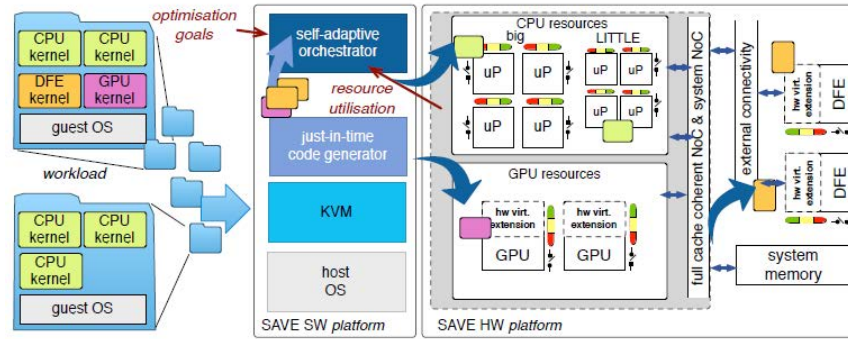 optimisation
goals
CPU
kernel
CPU
kernel
DFE
kernel
GPU
kernel
guest OS
workload
CPU
kernel
CPU
kernel
CPU
kernel
guest OS
self-adaptive
orchestrator
resource
utilisation
just-in-time
code generator
KVM
host
OS
SAVE SW platform
CPU resources
big
LITTLE
uP
uP
uP
uP
uP
uP
uP
uP
GPU resources
hw virt.
extension
GPU
hw virt.
extension
GPU
SAVE HW platform
full cache coherent NoC & system NoC
external connectivity
hw virt.
extension
DFE
hw virt.
extension
DFE
system
memory